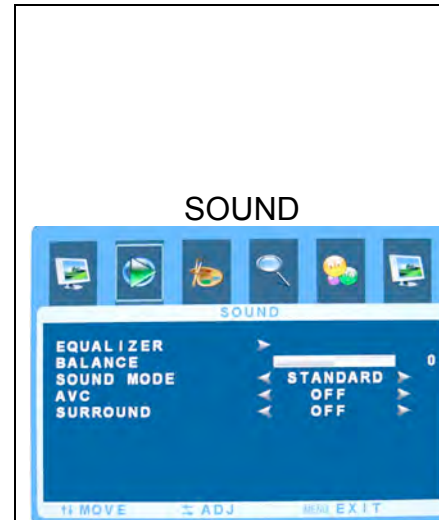 SOUND
SOUND
EQUALIZER
BALANCE 0
SOUND MODE STANDARD
AVC OFF
SURROUND OFF
MOVE ADJ MENU EXIT